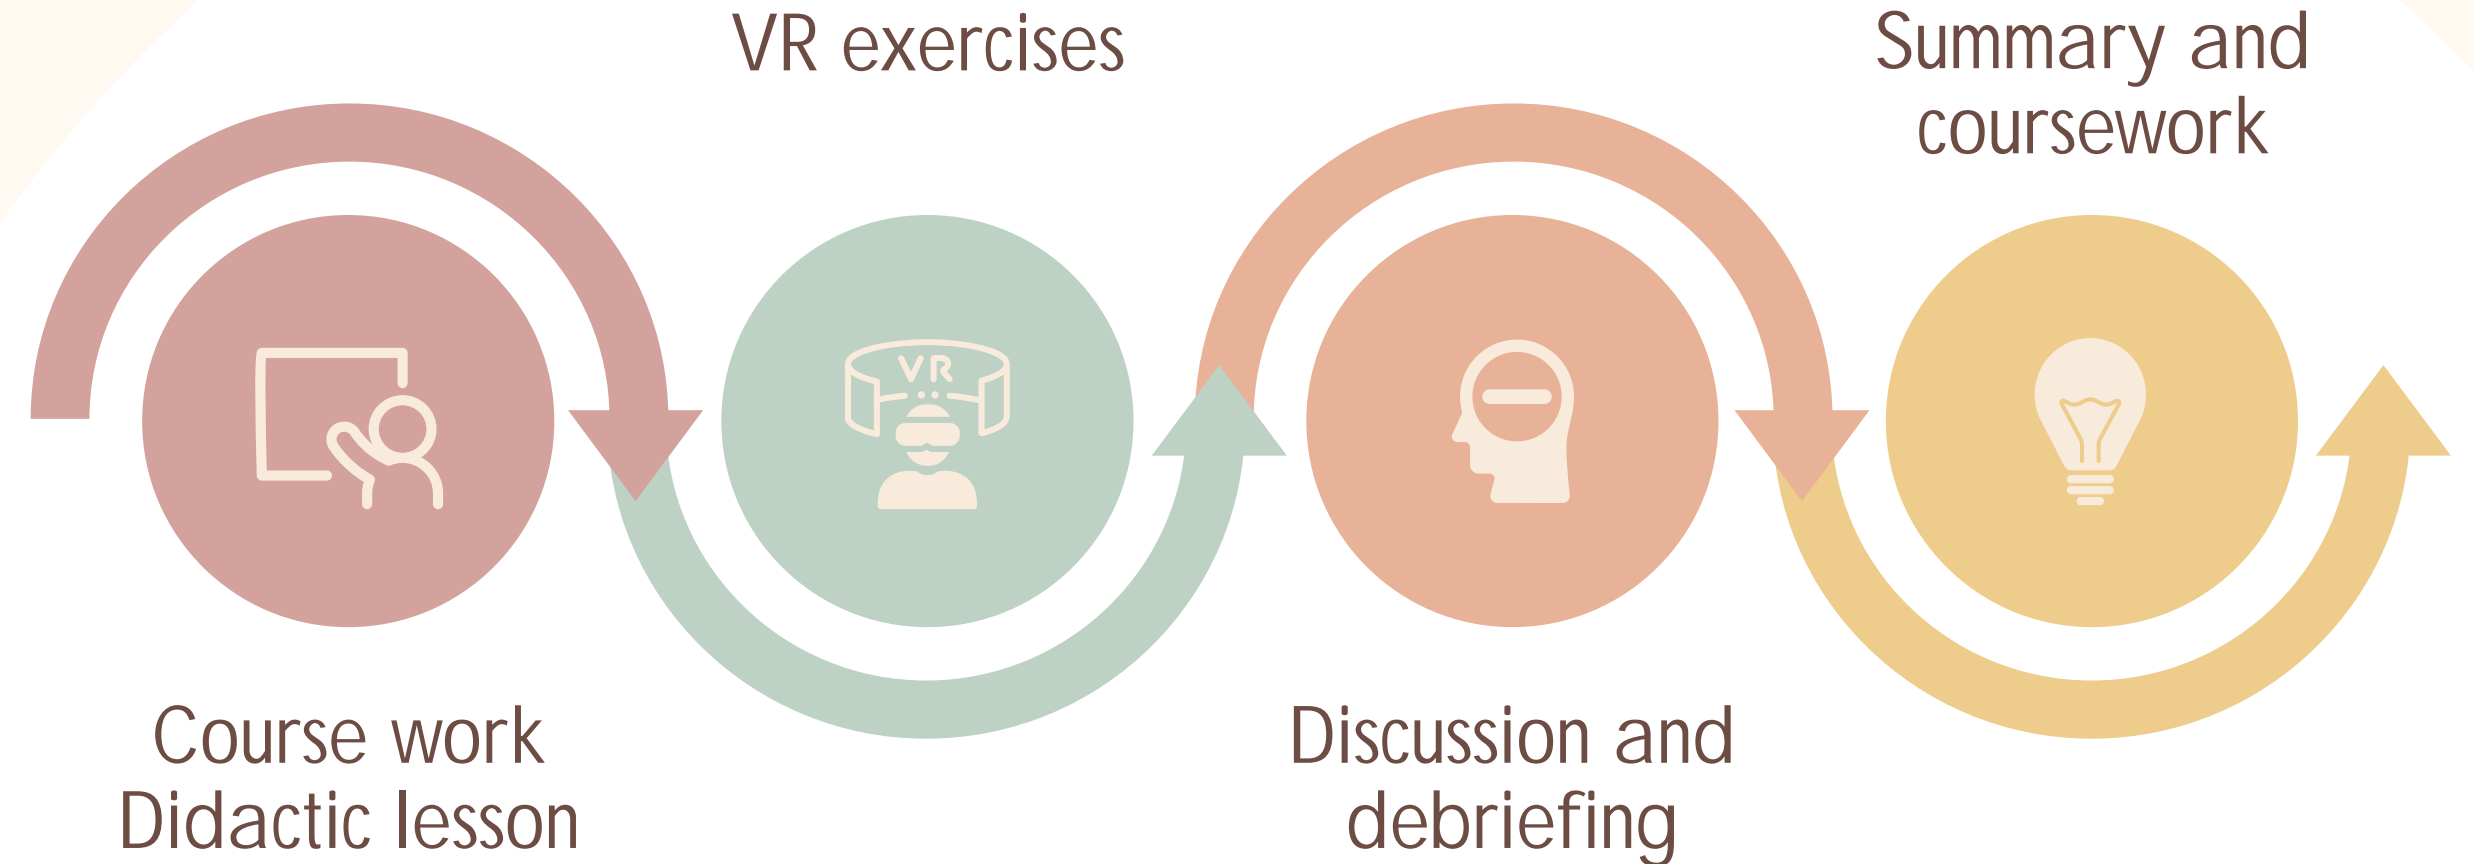 VR exercises
Summary and
coursework
VR
Course work
Didactic lesson
Discussion and
debriefing